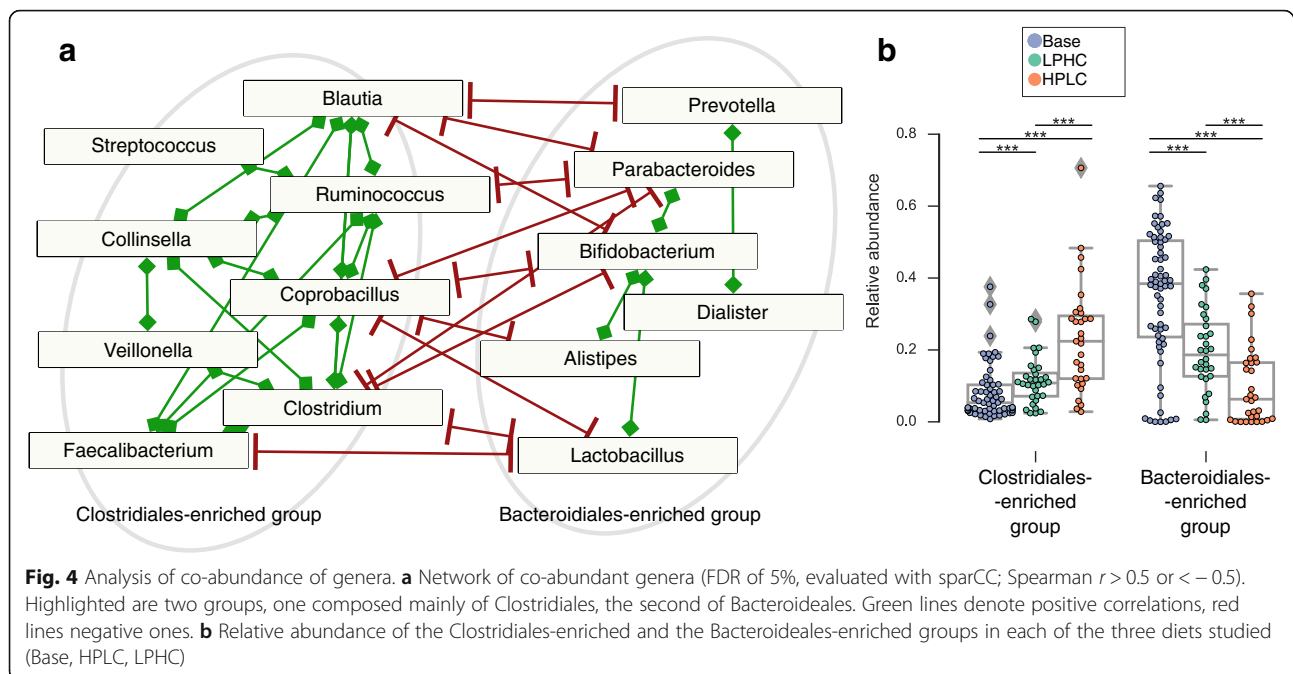 a
Blautia
Prevotella
Streptococcus
Parabacteroides
Ruminococcus
Collinsella
Bifidobacterium
Coprobacillus
Dialister
Veillonella
Alistipes
Clostridium
Faecalibacterium
Lactobacillus
Clostridiales-enriched group
Bacteroidiales-enriched group
b
Base
LPHC
HPLC
*** ***
*** ***
*** ***
0.8
0.6
0.4
0.2
0.0
Relative abundance
Clostridiales-
-enriched
group
Bacteroidiales-
-enriched
group
Fig. 4 Analysis of co-abundance of genera. a Network of co-abundant genera (FDR of 5%, evaluated with sparCC; Spearman r > 0.5 or < − 0.5).
Highlighted are two groups, one composed mainly of Clostridiales, the second of Bacteroideales. Green lines denote positive correlations, red
lines negative ones. b Relative abundance of the Clostridiales-enriched and the Bacteroideales-enriched groups in each of the three diets studied
(Base, HPLC, LPHC)